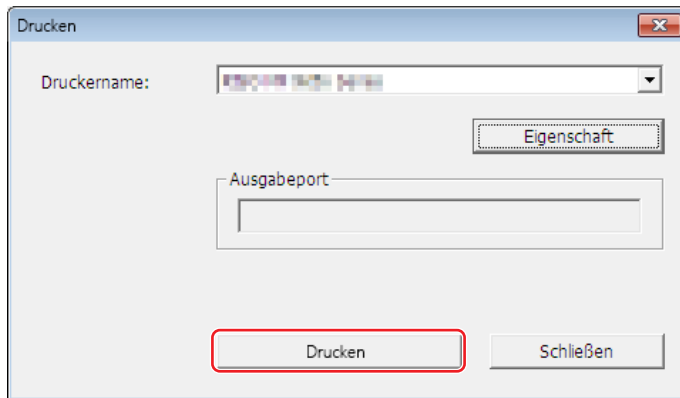 Drucken
Druckername:
Eigenschaft
Ausgabeport
Drucken
Schließen